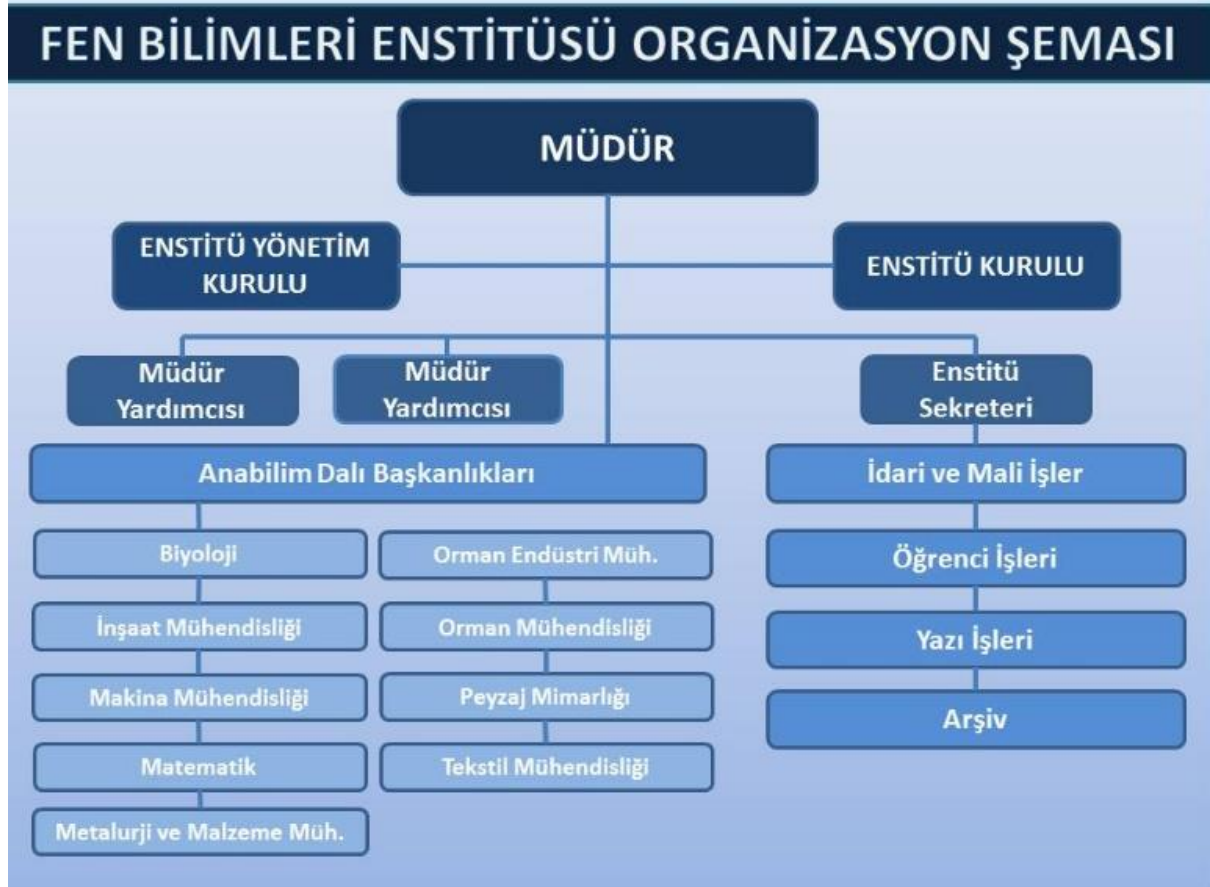 FEN BİLİMLERİ ENSTİTÜSÜ ORGANİZASYON ŞEMASI
MÜDÜR
ENSTİTÜ YÖNETİM
KURULU
ENSTİTÜ KURULU
Müdür
Yardımcısı
Müdür
Yardımcısı
Enstitü
Sekreteri
Anabilim Dalı Başkanlıkları
Biyoloji
İnşaat Mühendisliği
Makina Mühendisliği
Matematik
Metalurji ve Malzeme Müh.
Orman Endüstri Müh.
Orman Mühendisliği
Peyzaj Mimarlığı
Tekstil Mühendisliği
İdari ve Mali İşler
Öğrenci İşleri
Yazı İşleri
Arşiv